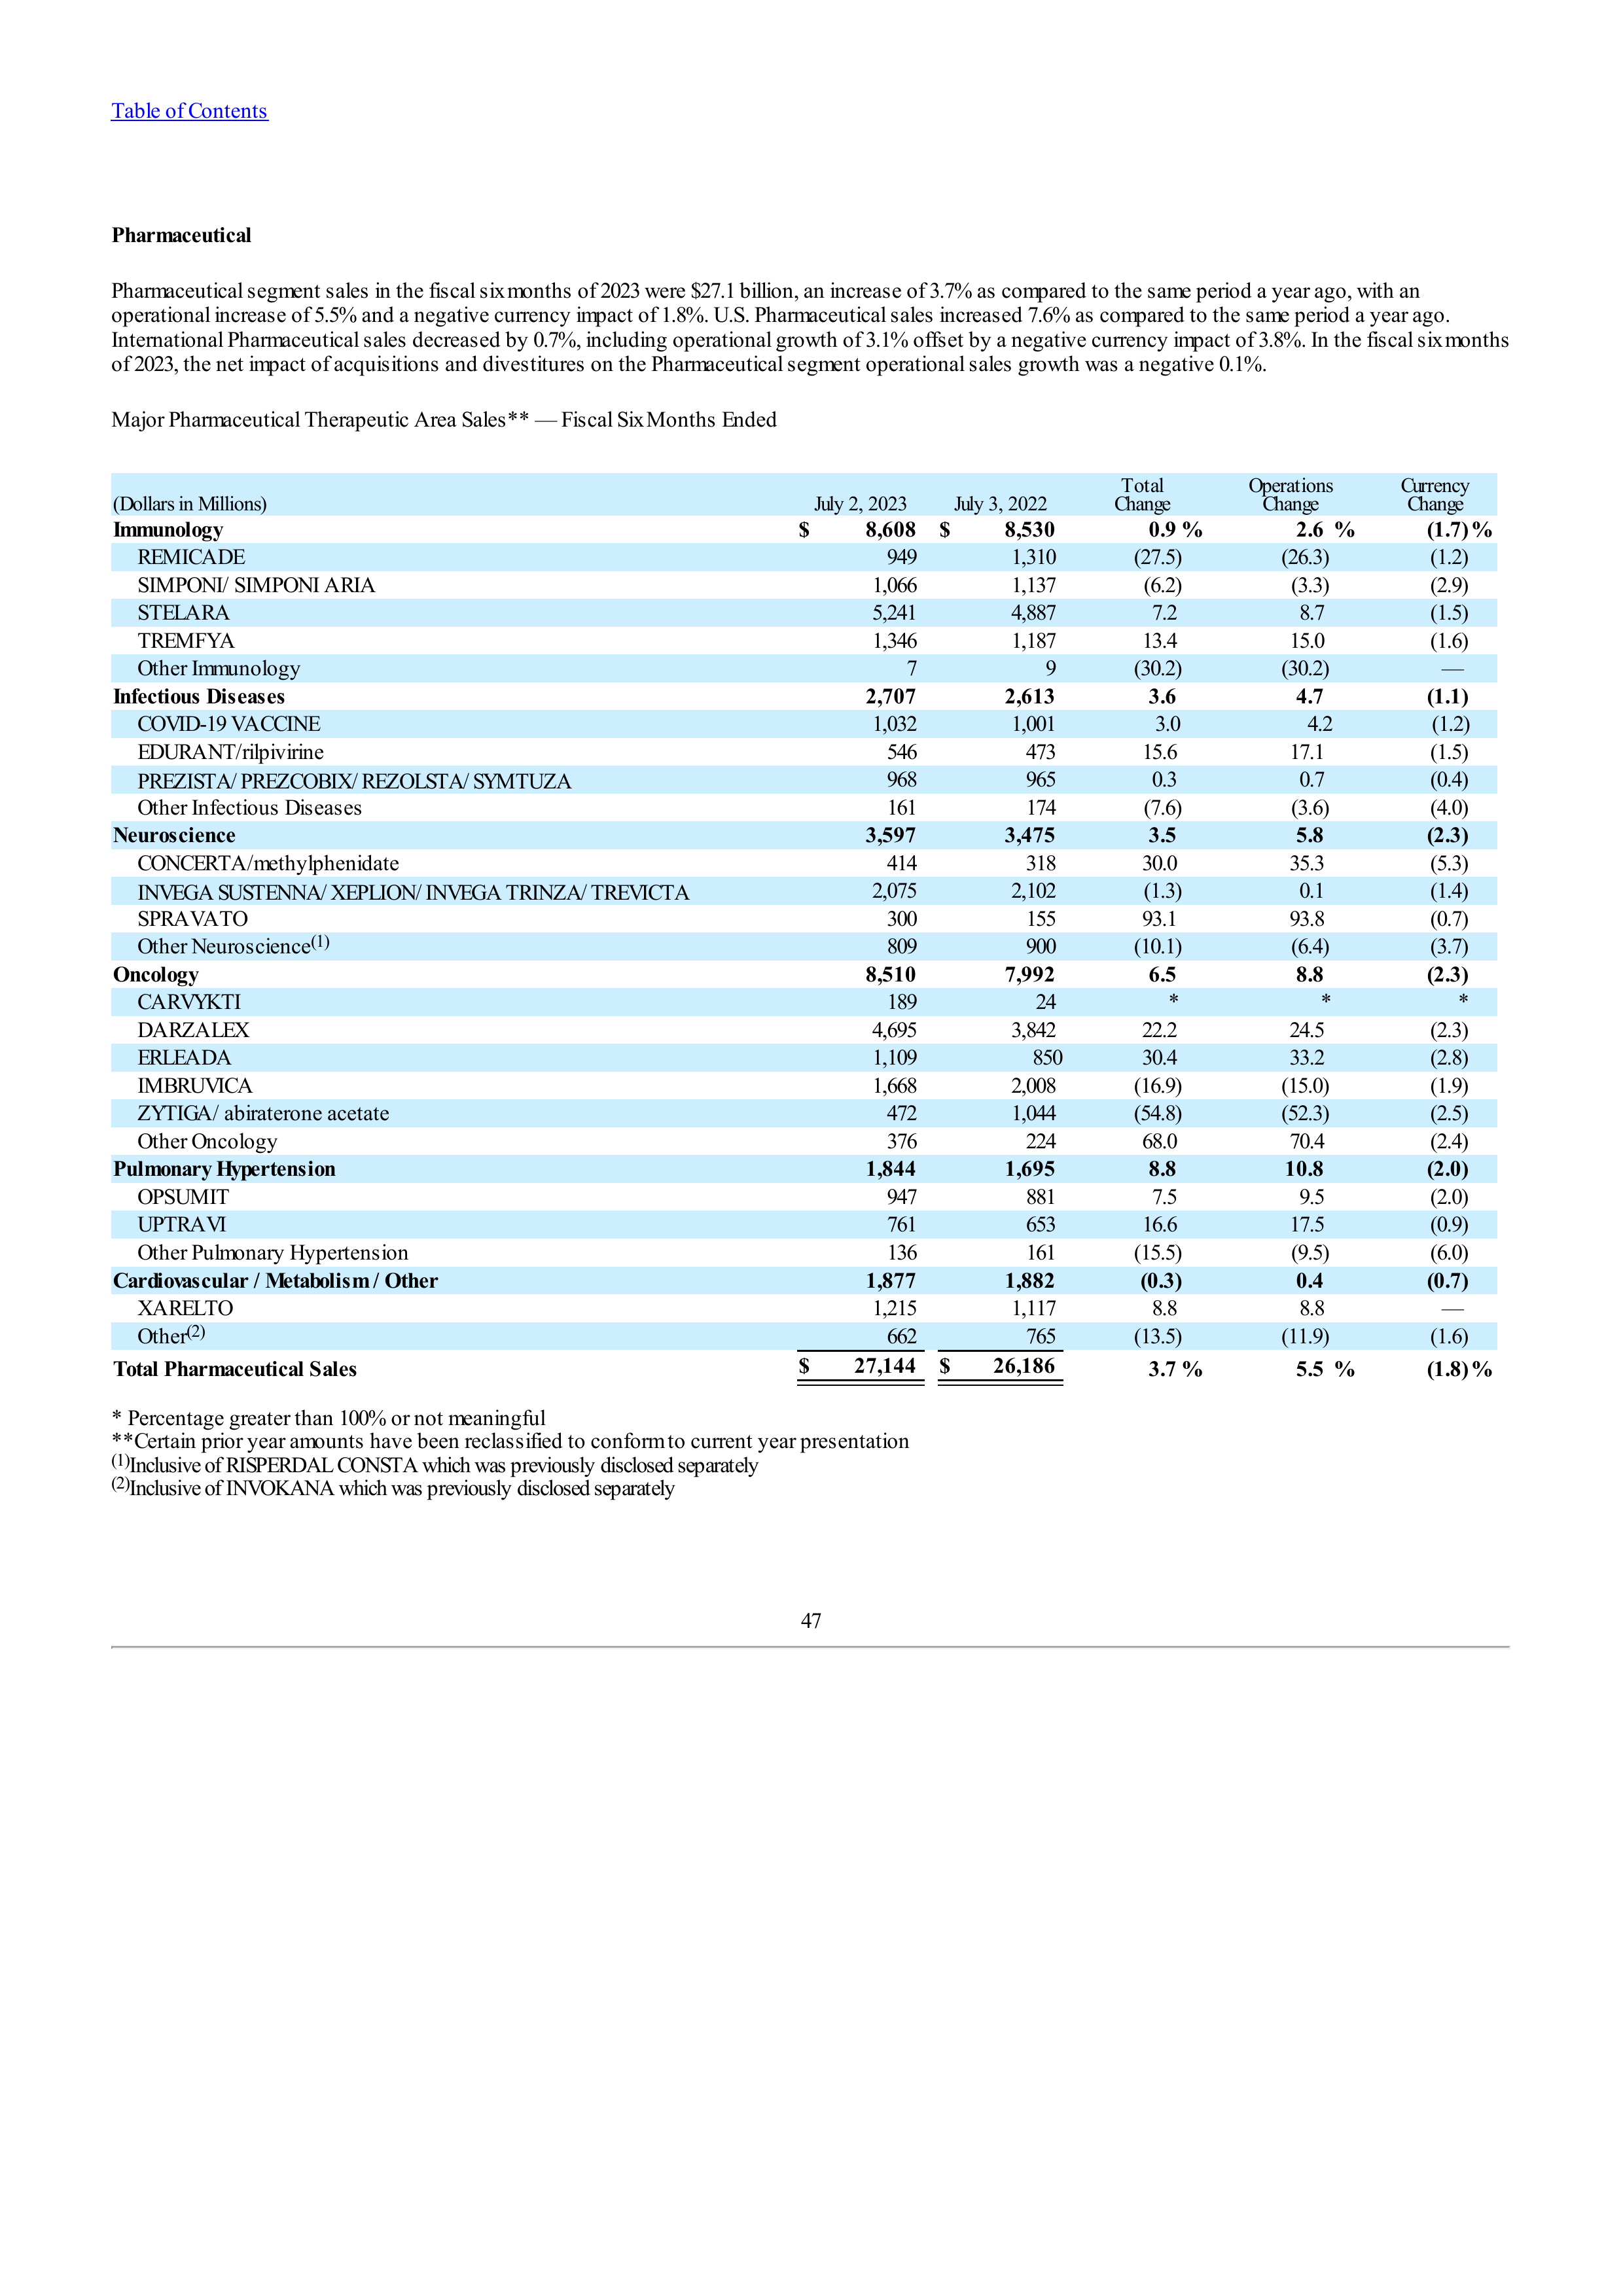 Table of Contents
Pharmaceutical
Pharmaceutical segment sales in the fiscal six months of 2023 were $27.1 billion, an increase of 3.7% as compared to the same period a year ago, with an
operational increase of 5.5% and a negative currency impact of 1.8%. U.S. Pharmaceutical sales increased 7.6% as compared to the same period a year ago.
International Pharmaceutical sales decreased by 0.7%, including operational growth of 3.1% offset by a negative currency impact of 3.8%. In the fiscal six months
of 2023, the net impact of acquisitions and divestitures on the Pharmaceutical segment operational sales growth was a negative 0.1%.
Major Pharmaceutical Therapeutic Area Sales** — Fiscal Six Months Ended
(Dollars in Millions) July 2, 2023 July 3, 2022 Total Change Operations Change Currency Change
Immunology $ 8,608 $ 8,530 0.9 % 2.6 % (1.7) %
REMICADE 949 1,310 (27.5) (26.3) (1.2)
SIMPONI/ SIMPONI ARIA 1,066 1,137 (6.2) (3.3) (2.9)
STELARA 5,241 4,887 7.2 8.7 (1.5)
TREMFYA 1,346 1,187 13.4 15.0 (1.6)
Other Immunology 7 9 (30.2) (30.2) —
Infectious Diseases 2,707 2,613 3.6 4.7 (1.1)
COVID-19 VACCINE 1,032 1,001 3.0 4.2 (1.2)
EDURANT/rilpivirine 546 473 15.6 17.1 (1.5)
PREZISTA/ PREZCOBIX/ REZOLSTA/ SYMTUZA 968 965 0.3 0.7 (0.4)
Other Infectious Diseases 161 174 (7.6) (3.6) (4.0)
Neuroscience 3,597 3,475 3.5 5.8 (2.3)
CONCERTA/methylphenidate 414 318 30.0 35.3 (5.3)
INVEGA SUSTENNA/ XEPLION/ INVEGA TRINZA/ TREVICTA 2,075 2,102 (1.3) 0.1 (1.4)
SPRAVATO 300 155 93.1 93.8 (0.7)
Other Neuroscience(1) 809 900 (10.1) (6.4) (3.7)
Oncology 8,510 7,992 6.5 8.8 (2.3)
CARVYKTI 189 24 * * *
DARZALEX 4,695 3,842 22.2 24.5 (2.3)
ERLEADA 1,109 850 30.4 33.2 (2.8)
IMBRUVICA 1,668 2,008 (16.9) (15.0) (1.9)
ZYTIGA/ abiraterone acetate 472 1,044 (54.8) (52.3) (2.5)
Other Oncology 376 224 68.0 70.4 (2.4)
Pulmonary Hypertension 1,844 1,695 8.8 10.8 (2.0)
OPSUMIT 947 881 7.5 9.5 (2.0)
UPTRAVI 761 653 16.6 17.5 (0.9)
Other Pulmonary Hypertension 136 161 (15.5) (9.5) (6.0)
Cardiovascular / Metabolism / Other 1,877 1,882 (0.3) 0.4 (0.7)
XARELTO 1,215 1,117 8.8 8.8 —
Other(2) 662 765 (13.5) (11.9) (1.6)
Total Pharmaceutical Sales $ 27,144 $ 26,186 3.7 % 5.5 % (1.8) %
* Percentage greater than 100% or not meaningful
**Certain prior year amounts have been reclassified to conform to current year presentation
(1)Inclusive of RISPERDAL CONSTA which was previously disclosed separately
(2)Inclusive of INVOKANA which was previously disclosed separately
47